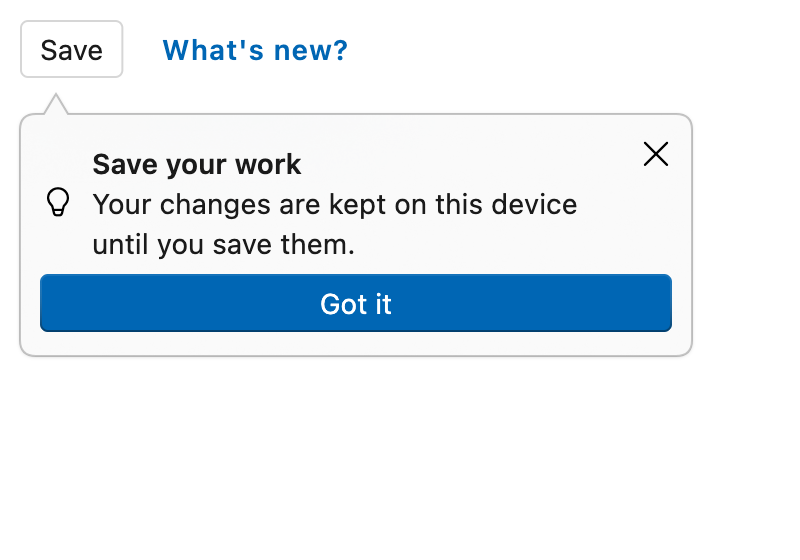 Save
What's new?
Save your work
Your changes are kept on this device
until you save them.
Got it